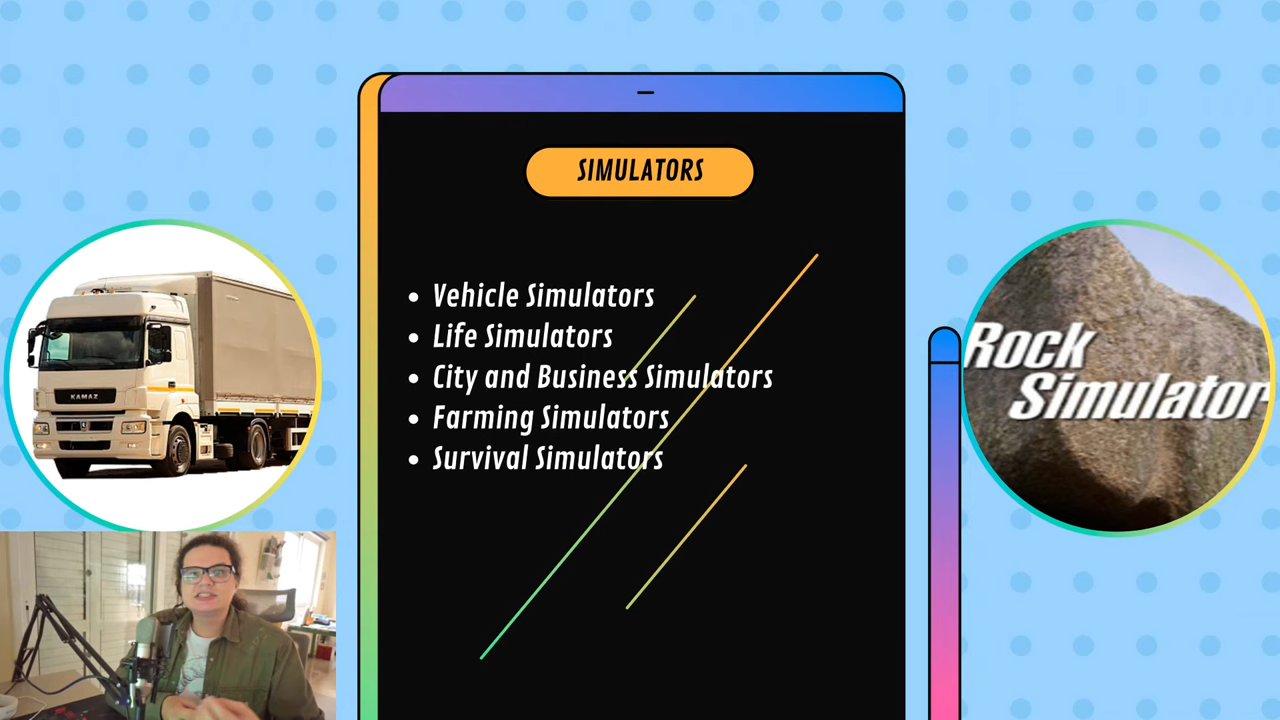 SIMULATORS
Vehicle Simulators
Life Simulators
City and Business Simulators
Farming Simulators
Survival Simulators
KAMAZ
Rock
Simulator